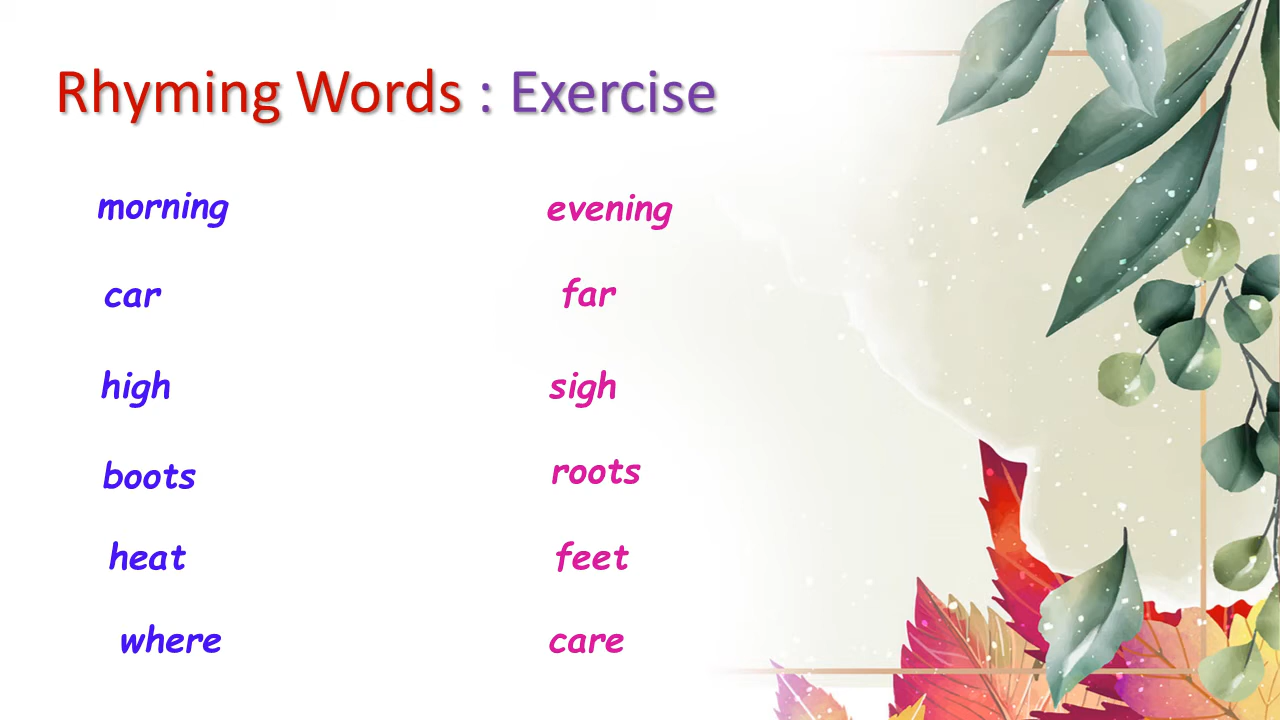 Rhyming Words : Exercise
morning evening
car far
high sigh
boots roots
heat feet
where care